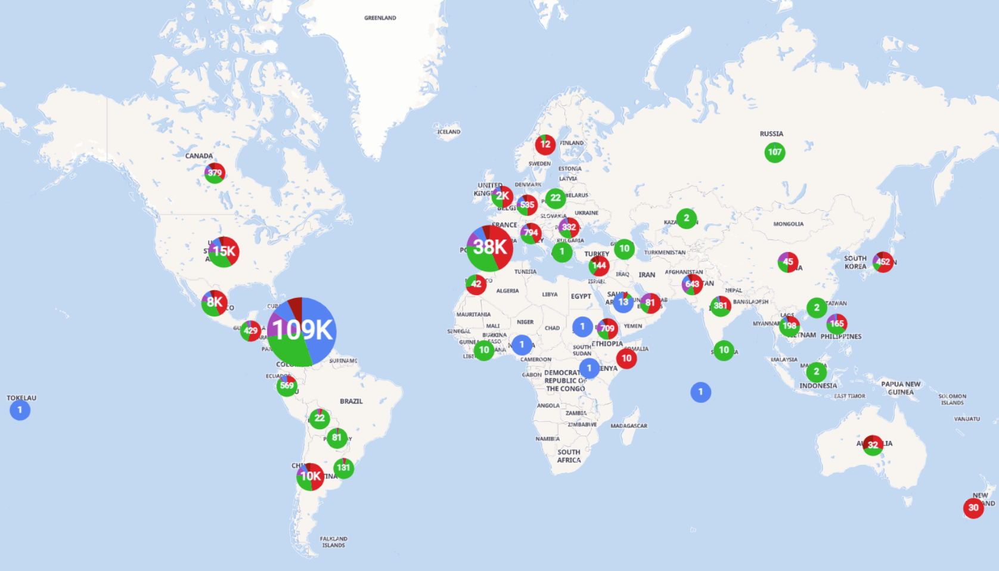 GREENLAND
ICELAND
RUSSIA
107
12
FINLAND
SWEDEN
CANADA
379
ESTONIA
LATVIA
UNITED
2K
DENMARK
22
BELARUS
535
UKRAINE
SLOVAKIA
2
MONGOLIA
FRANCE
794
332
BULGARIA
15K
38K
1
10
TURKEY
TURKMENISTAN
144
45
SOUTH
KOREA
452
TUNISIA
IRAQ
IRAN
AFGHANISTAN
ISRAEL
42
643
NEPAL
ALGERIA
LIBYA
EGYPT
8K
13
81
381
BANGLADESH
2
TAIWAN
MAURITANIA
109K
NIGER
1
709
YEMEN
MALI
CHAD
MYANMAR
LAOS
198
165
PHILIPPINES
429
SENEGAL
BURKINA
FASO
1
ETHIOPIA
10
SOUTH
SUDAN
10
10
SURINAME
CAMEROON
MALAYSIA
1
GABON
REPUBLIC OF
THE CONGO
2
INDONESIA
ECUADOR
569
1
PAPUA NEW
GUINEA
EAST TIMOR
SOLOMON
ISLANDS
TOKELAU
1
BRAZIL
ANGOLA
ZAMBIA
22
ZIMBABWE
MADAGASCAR
VANUATU
81
NAMIBIA
32
SOUTH
AFRICA
131
10K
NEW
30
FALKLAND
ISLANDS